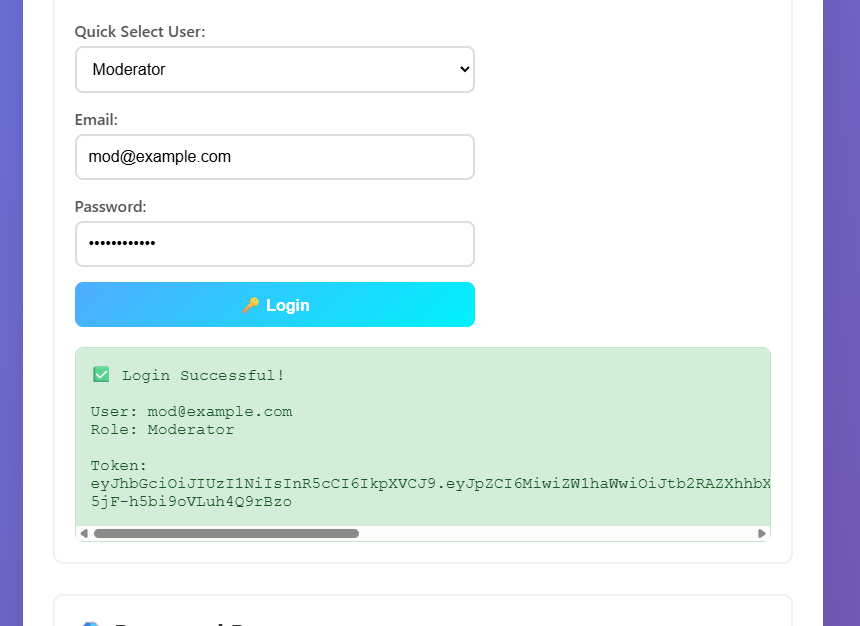 Quick Select User:
Moderator
Email:
mod@example.com
Password:
••••••••••••
🔑 Login
✅ Login Successful!
User: mod@example.com
Role: Moderator
Token:
eyJhbGciOiJIUzI1NiIsInR5cCI6IkpXVCJ9.eyJpZCI6MiwiZW1haWwiOiJtb2RAZXhhbX
5jF-h5bi9oVLuh4Q9rBzo